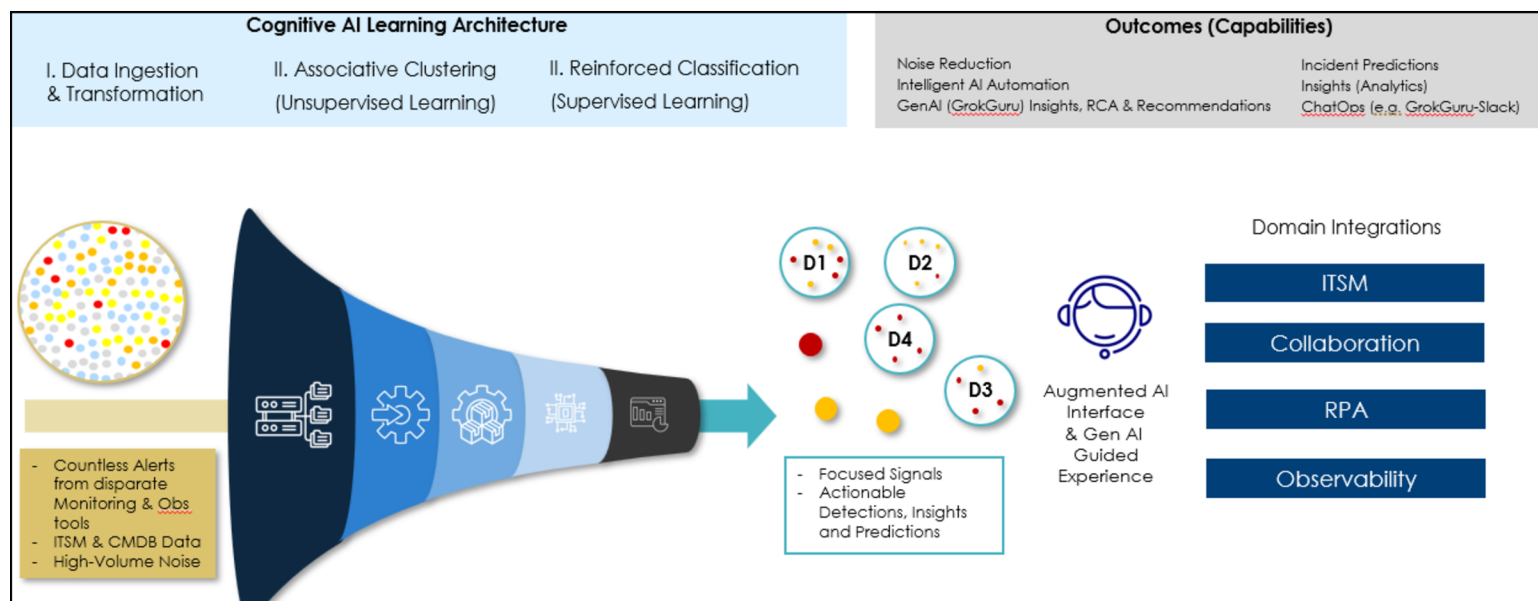 Cognitive AI Learning Architecture
I. Data Ingestion
& Transformation
II. Associative Clustering
(Unsupervised Learning)
II. Reinforced Classification
(Supervised Learning)
Outcomes (Capabilities)
Noise Reduction
Intelligent AI Automation
GenAI (GrokGuru) Insights, RCA & Recommendations
Incident Predictions
Insights (Analytics)
ChatOps (e.g. GrokGuru-Slack)
- Countless Alerts
from disparate
Monitoring & Obs
tools
- ITSM & CMDB Data
- High-Volume Noise
D1
D2
D4
D3
- Focused Signals
- Actionable
Detections, Insights
and Predictions
Augmented AI
Interface
& Gen AI
Guided
Experience
Domain Integrations
ITSM
Collaboration
RPA
Observability